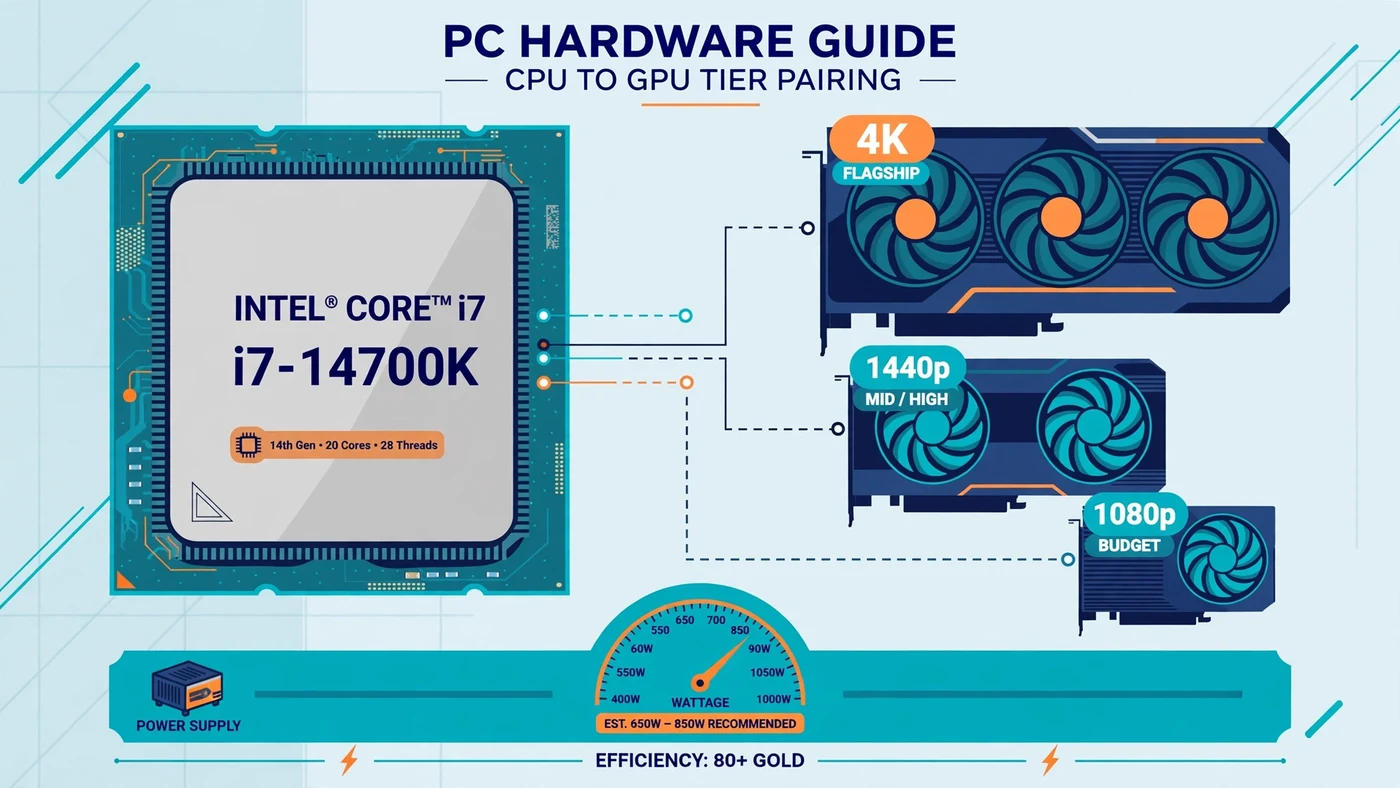 PC HARDWARE GUIDE
CPU TO GPU TIER PAIRING
INTEL® CORE™ i7
i7-14700K
14th Gen • 20 Cores • 28 Threads
4K
FLAGSHIP
1440p
MID / HIGH
1080p
BUDGET
POWER SUPPLY
400W
550W
60W
550
650
700
850
90W
1050W
1000W
WATTAGE
EST. 650W – 850W RECOMMENDED
EFFICIENCY: 80+ GOLD